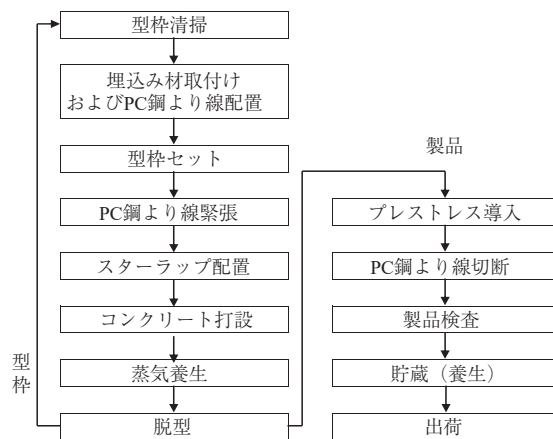 型枠清掃
埋込み材取付け
およびPC鋼より線配置
型枠セット
PC鋼より線緊張
スターラップ配置
コンクリート打設
蒸気養生
脱型
型枠
製品
プレストレス導入
PC鋼より線切断
製品検査
貯蔵（養生）
出荷